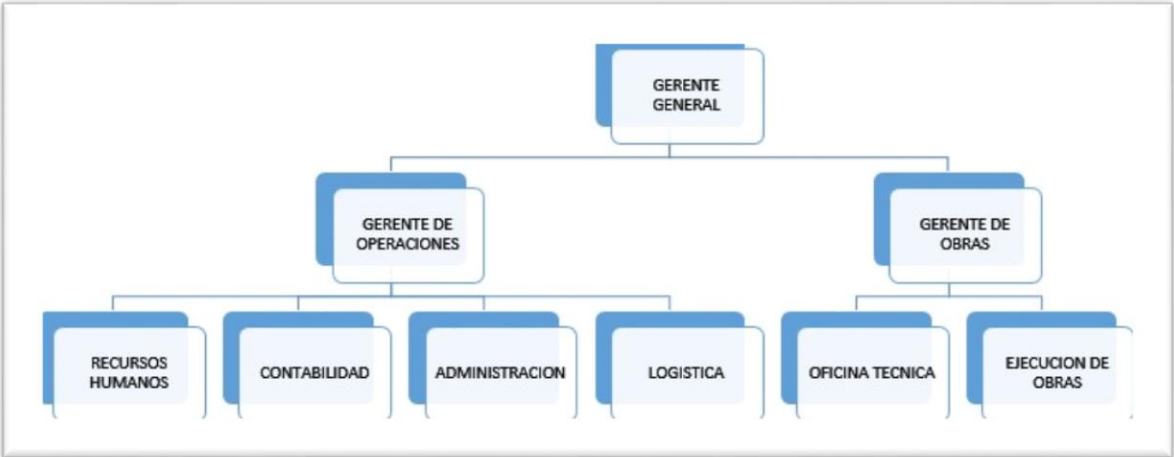 GERENTE
GENERAL
GERENTE DE
OPERACIONES
GERENTE DE
OBRAS
RECURSOS
HUMANOS
CONTABILIDAD
ADMINISTRACION
LOGISTICA
OFICINA TECNICA
EJECUCION DE
OBRAS